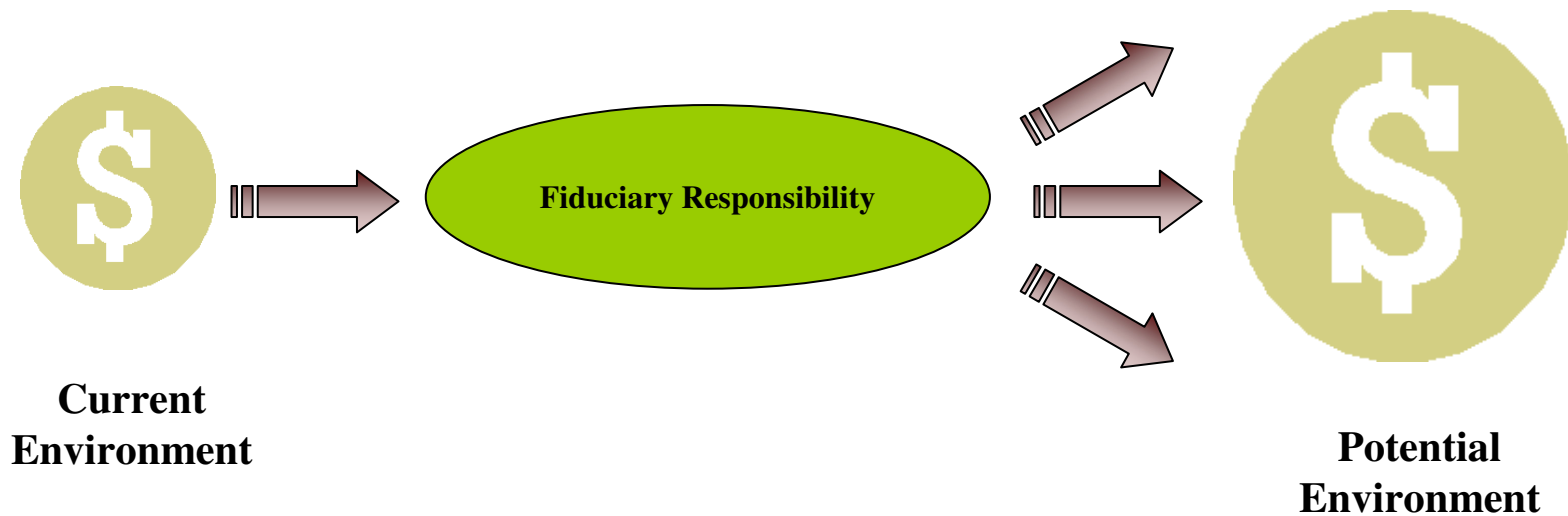 $
Fiduciary Responsibility
$
Current
Environment
Potential
Environment